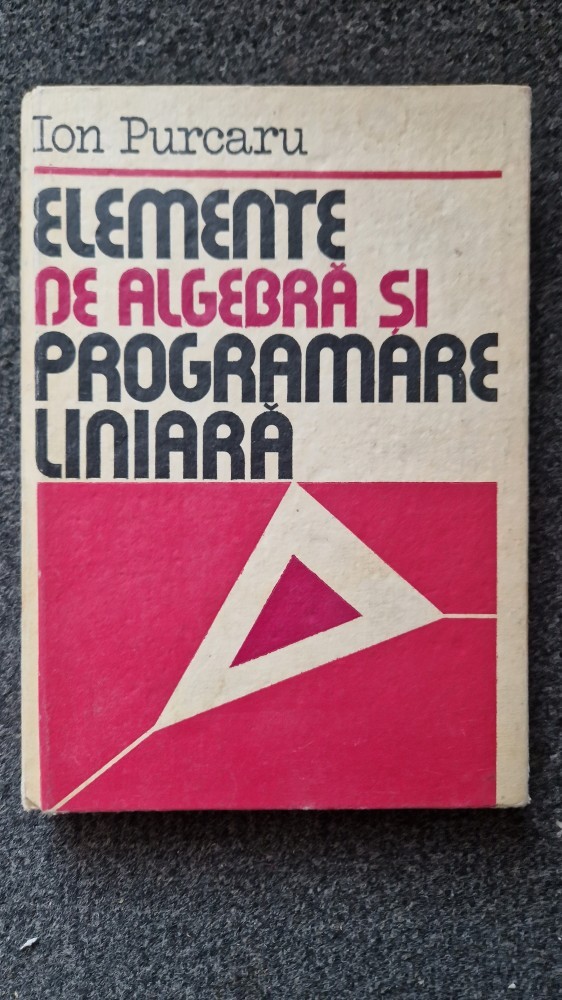 Ion Purcaru
ELEMENTE
DE ALGEBRĂ ȘI
PROGRAMARE
LINIARĂ